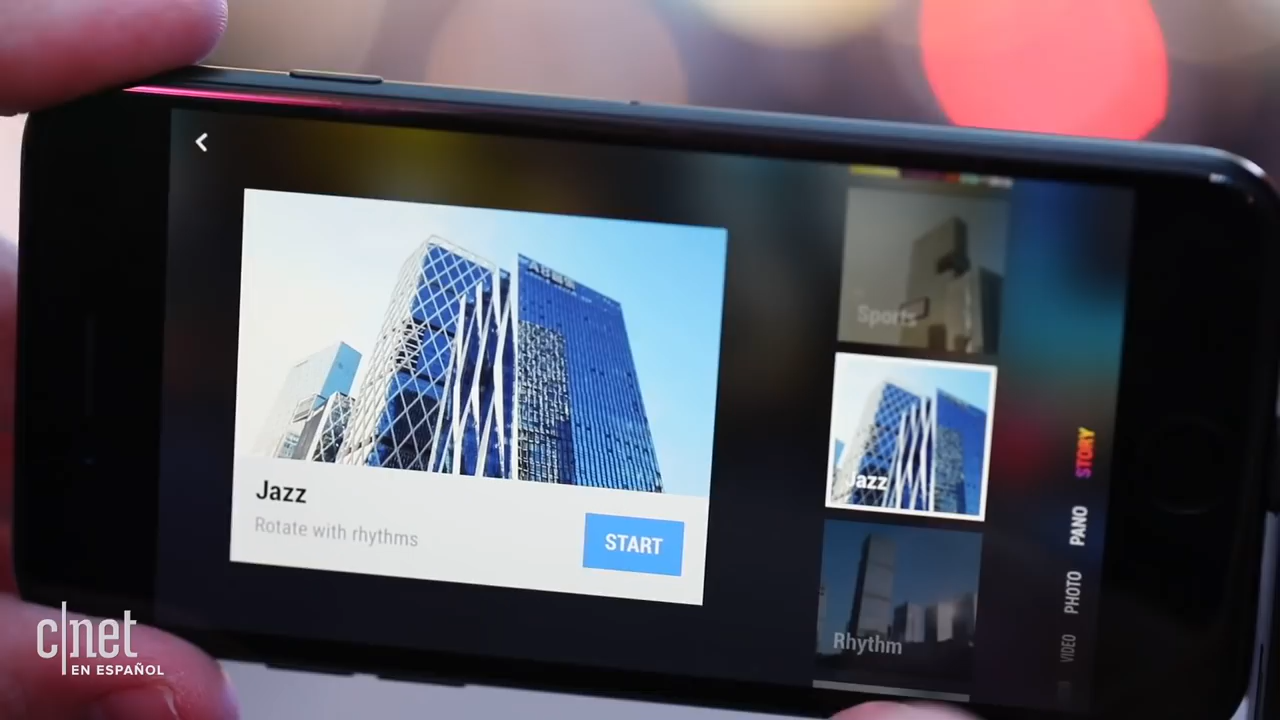 Jazz
Rotate with rhythms
START
Sports
Jazz
Rhythm
STORY
PANO
PHOTO
VIDEO
c|net
EN ESPAÑOL